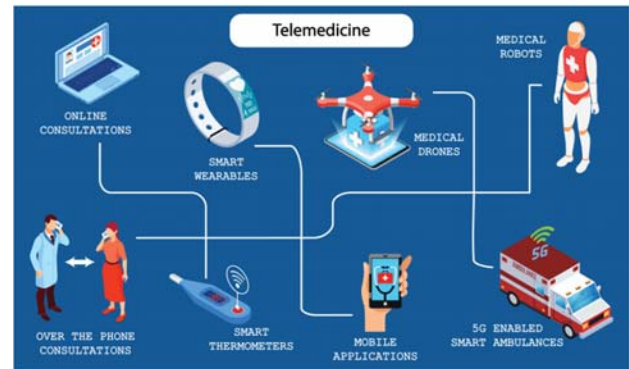 Telemedicine
MEDICAL
ROBOTS
ONLINE
CONSULTATIONS
SMART
WEARABLES
MEDICAL
DRONES
5G
AMBULANCE
OVER THE PHONE
CONSULTATIONS
SMART
THERMOMETERS
MOBILE
APPLICATIONS
5G ENABLED
SMART AMBULANCES